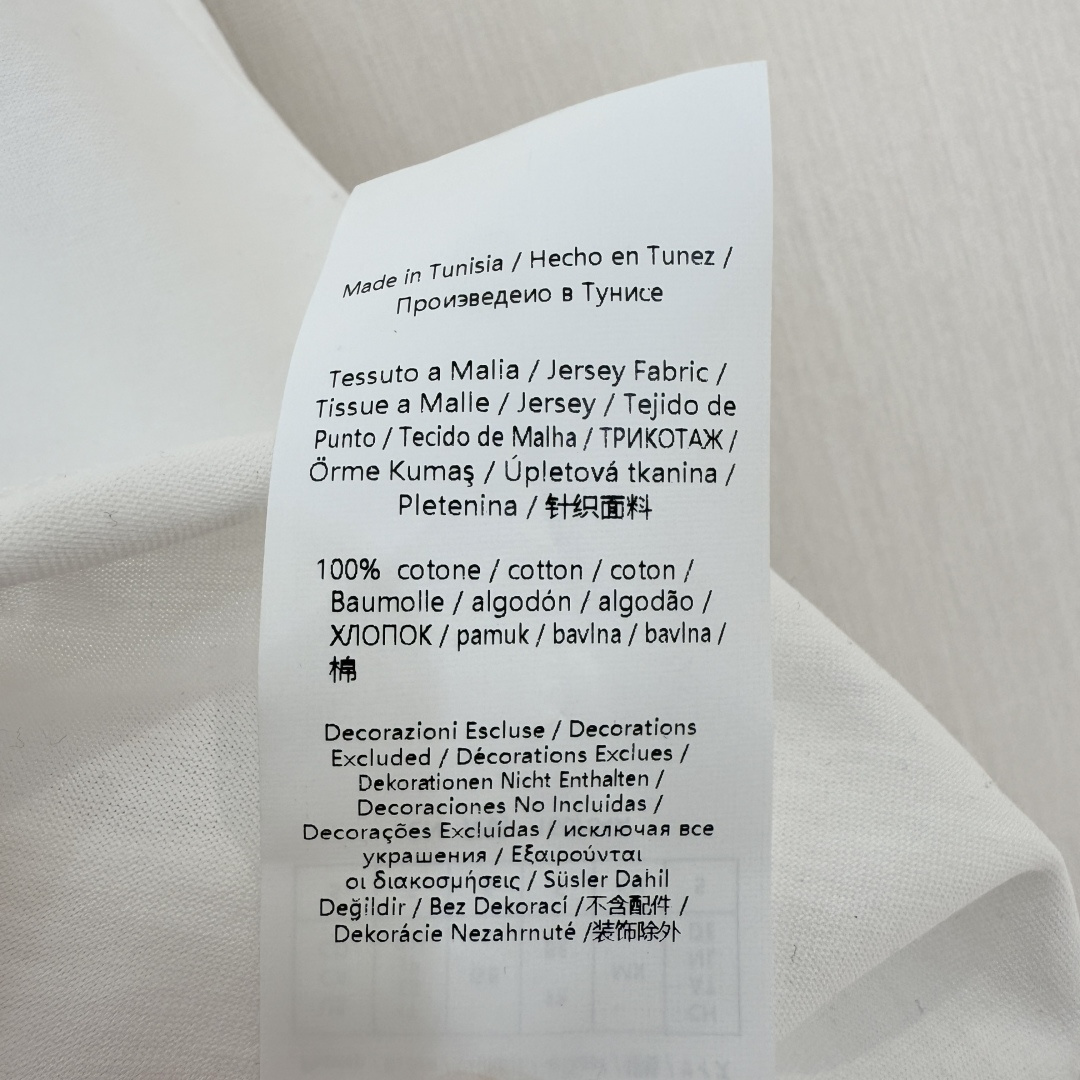 Made in Tunisia / Hecho en Tunez /
Произведеио в Тунисе
Tessuto a Malia / Jersey Fabric /
Tissue a Malle / Jersey / Tejido de
Punto / Tecido de Malha / ТРИКОТАЖ /
Örme Kumaş / Úpletová tkanina /
Pletenina / 针织面料
100% cotone / cotton / coton /
Baumolle / algodón / algodão /
ХЛОПОК / pamuk / bavlna / bavlna /
棉
Decorazioni Escluse / Decorations
Excluded / Décorations Exclues /
Dekorationen Nicht Enthalten /
Decoraciones No Incluidas /
Decorações Excluídas / исключая все
украшения / Εξαιρούνται
οι διακοσμήσεις / Süsler Dahil
Değildir / Bez Dekorací /不含配件 /
Dekorácie Nezahrnuté /装饰除外